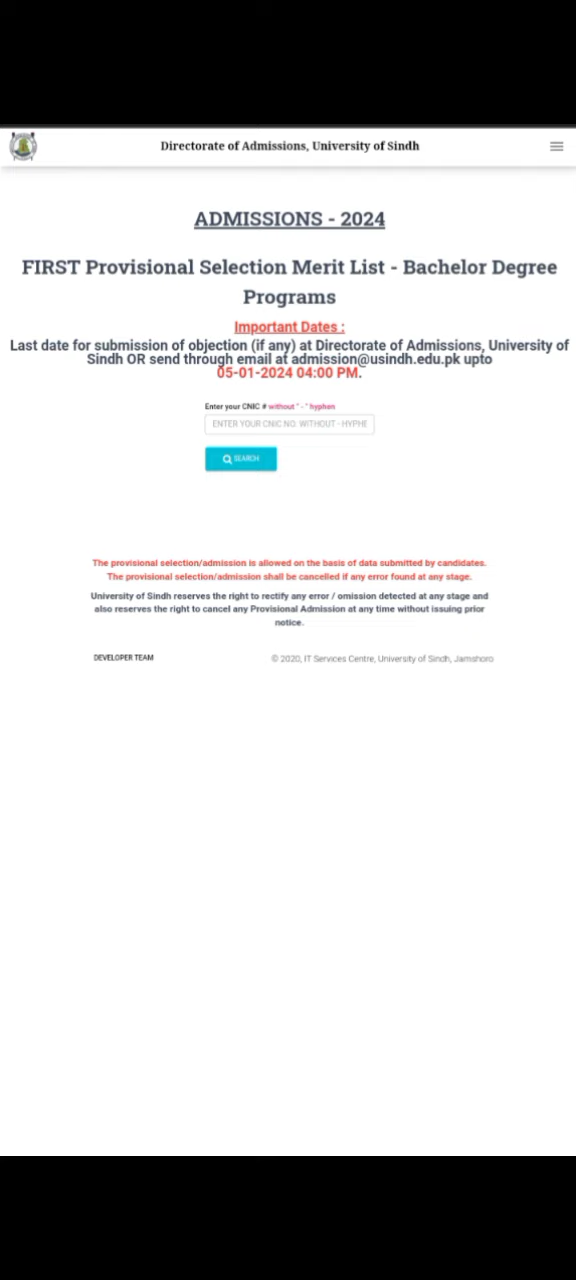 Directorate of Admissions, University of Sindh
ADMISSIONS - 2024
FIRST Provisional Selection Merit List - Bachelor Degree
Programs
Important Dates :
Last date for submission of objection (if any) at Directorate of Admissions, University of
Sindh OR send through email at admission@usindh.edu.pk upto
05-01-2024 04:00 PM.
Enter your CNIC # without " - " hyphen
ENTER YOUR CNIC NO. WITHOUT - HYPHE
SEARCH
The provisional selection/admission is allowed on the basis of data submitted by candidates.
The provisional selection/admission shall be cancelled if any error found at any stage.
University of Sindh reserves the right to rectify any error / omission detected at any stage and
also reserves the right to cancel any Provisional Admission at any time without issuing prior
notice.
DEVELOPER TEAM
© 2020, IT Services Centre, University of Sindh, Jamshoro